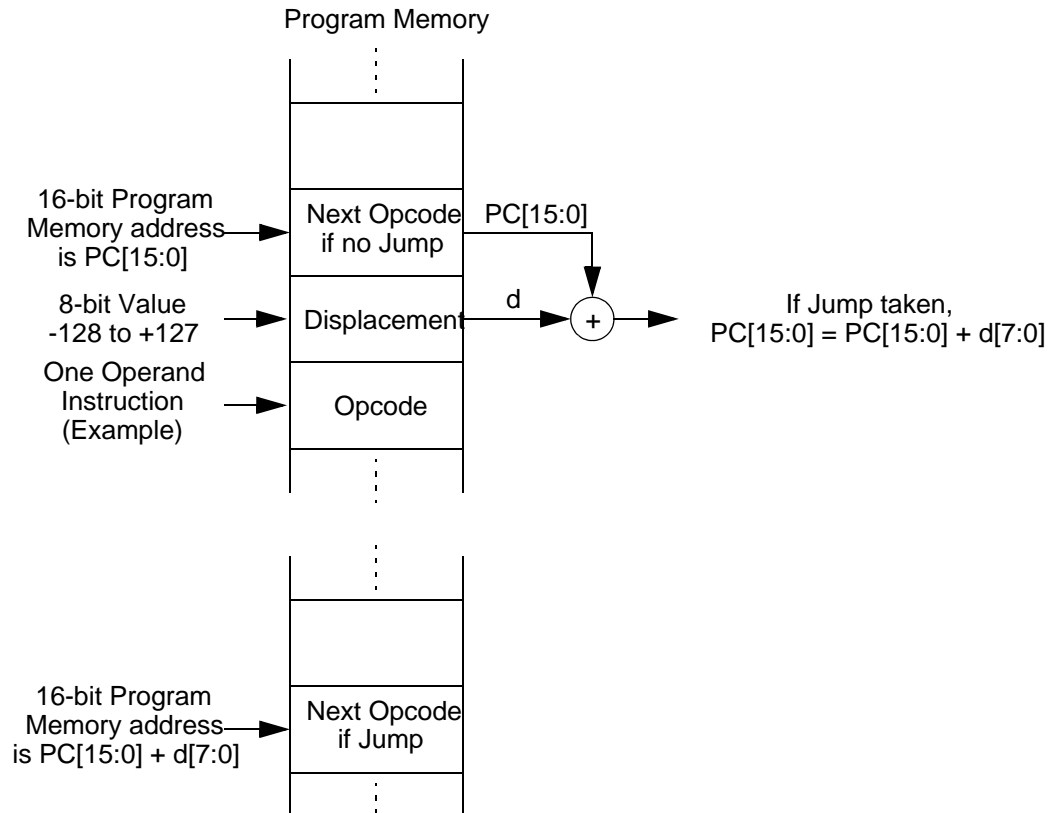 Program Memory
16-bit Program
Memory address
is PC[15:0]
Next Opcode
if no Jump
PC[15:0]
8-bit Value
-128 to +127
Displacement
d
+
If Jump taken,
PC[15:0] = PC[15:0] + d[7:0]
One Operand
Instruction
(Example)
Opcode
16-bit Program
Memory address
is PC[15:0] + d[7:0]
Next Opcode
if Jump